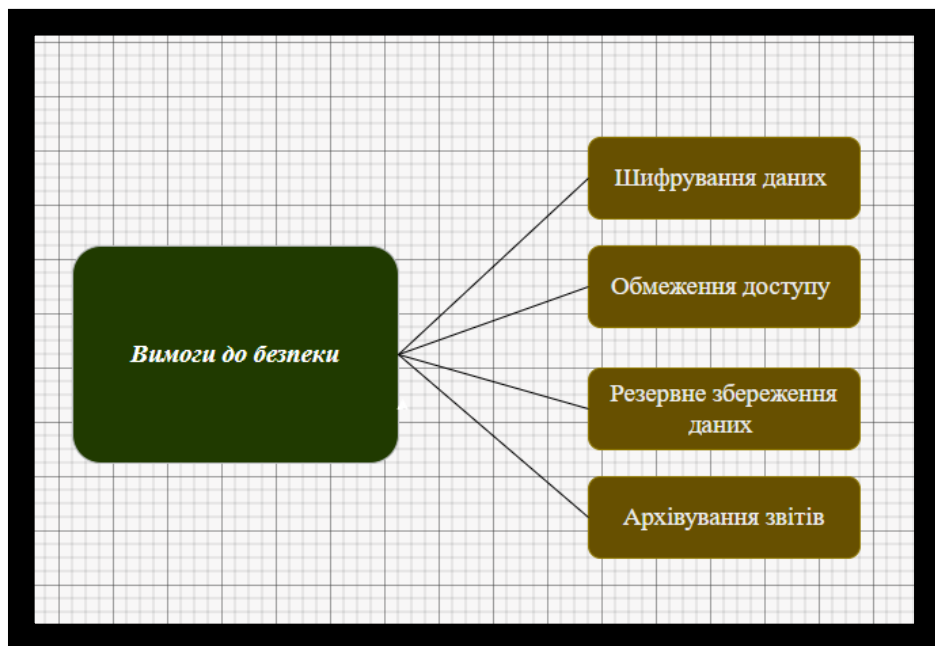 Вимоги до безпеки
Шифрування даних
Обмеження доступу
Резервне збереження
даних
Архівування звітів